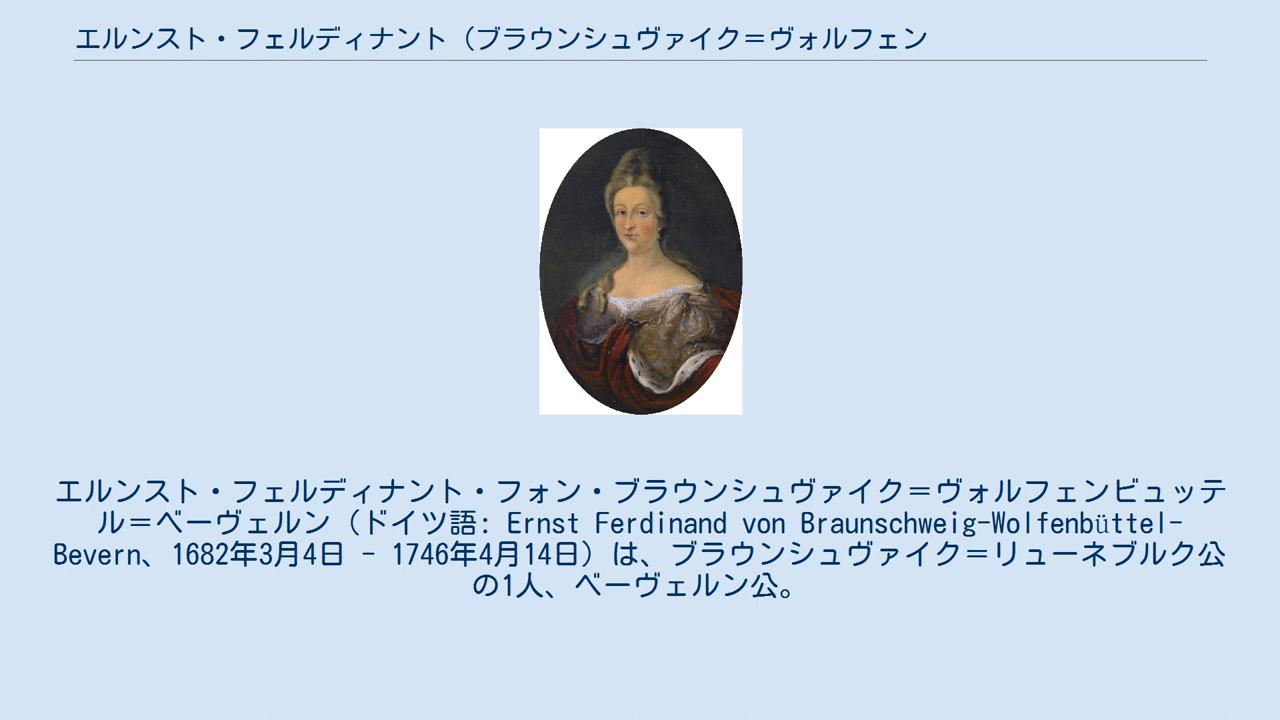 エルンスト・フェルディナント（ブラウンシュヴァイク＝ヴォルフェン
エルンスト・フェルディナント・フォン・ブラウンシュヴァイク＝ヴォルフェンビュッテ
ル＝ベーヴェルン（ドイツ語: Ernst Ferdinand von Braunschweig-Wolfenbüttel-
Bevern、1682年3月4日 - 1746年4月14日）は、ブラウンシュヴァイク＝リューネブルク公
の1人、ベーヴェルン公。